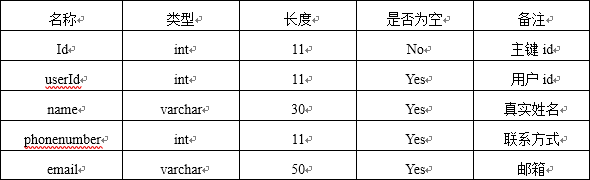 名称 类型 长度 是否为空 备注
Id int 11 No 主键 id
userId int 11 Yes 用户 id
name varchar 30 Yes 真实姓名
phonenumber int 11 Yes 联系方式
email varchar 50 Yes 邮箱